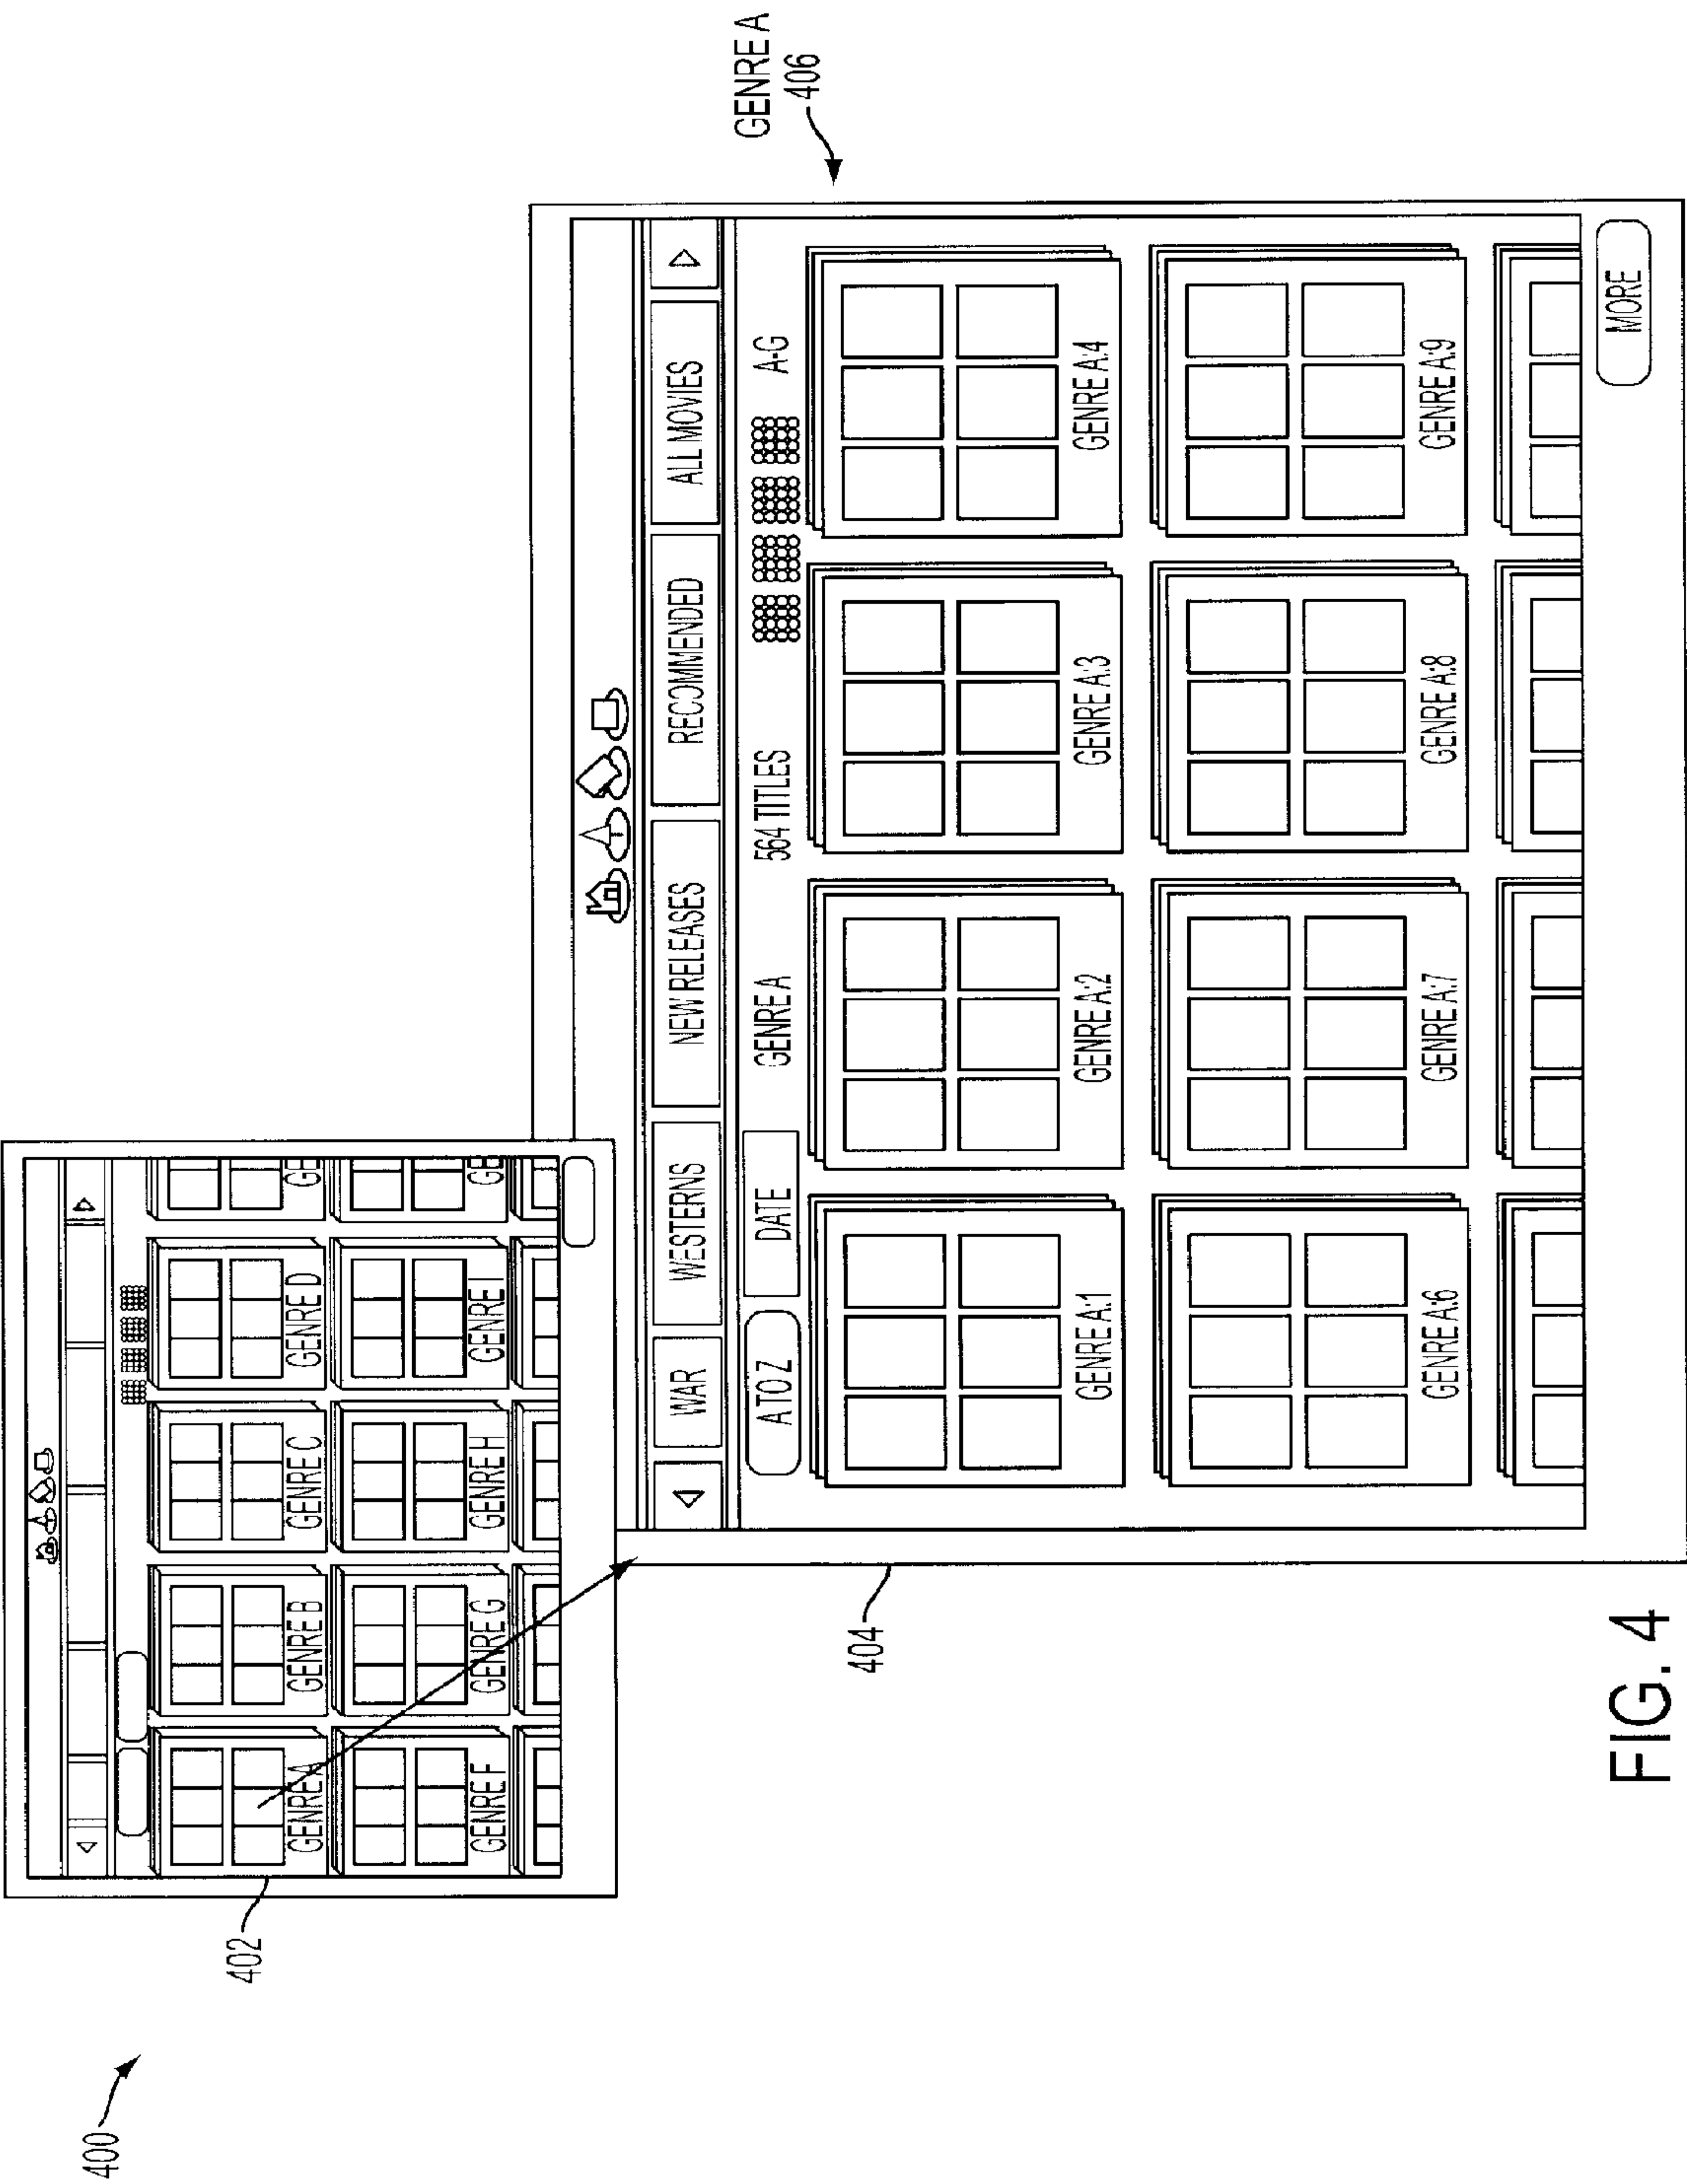 400
402
GENRE A
GENRE B
GENRE C
GENRE D
GE
GENRE F
GENRE G
GENRE H
GENRE I
GE
404
GENRE A
406
WAR
WESTERNS
NEW RELEASES
RECOMMENDED
ALL MOVIES
A TO Z
DATE
GENRE A
564 TITLES
A-G
GENRE A:1
GENRE A:2
GENRE A:3
GENRE A:4
GENRE A:6
GENRE A:7
GENRE A:8
GENRE A:9
MORE
FIG. 4